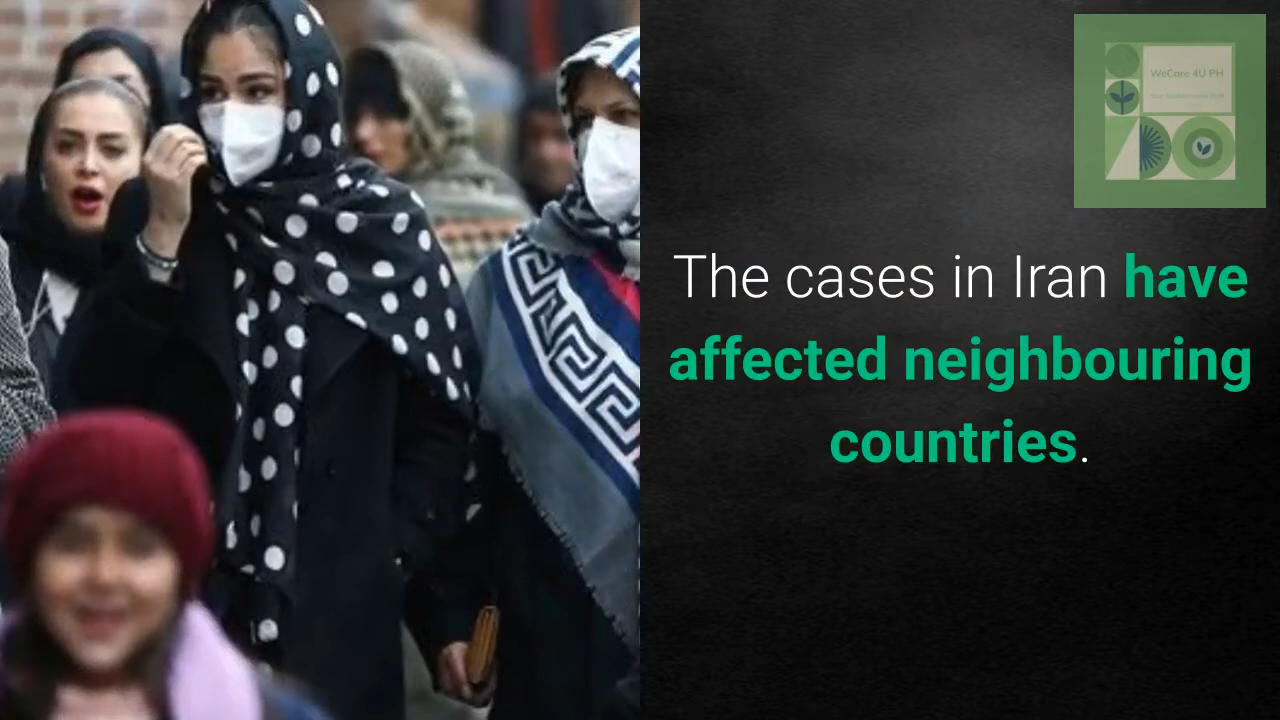 WeCare 4U PH
The cases in Iran have
affected neighbouring
countries.